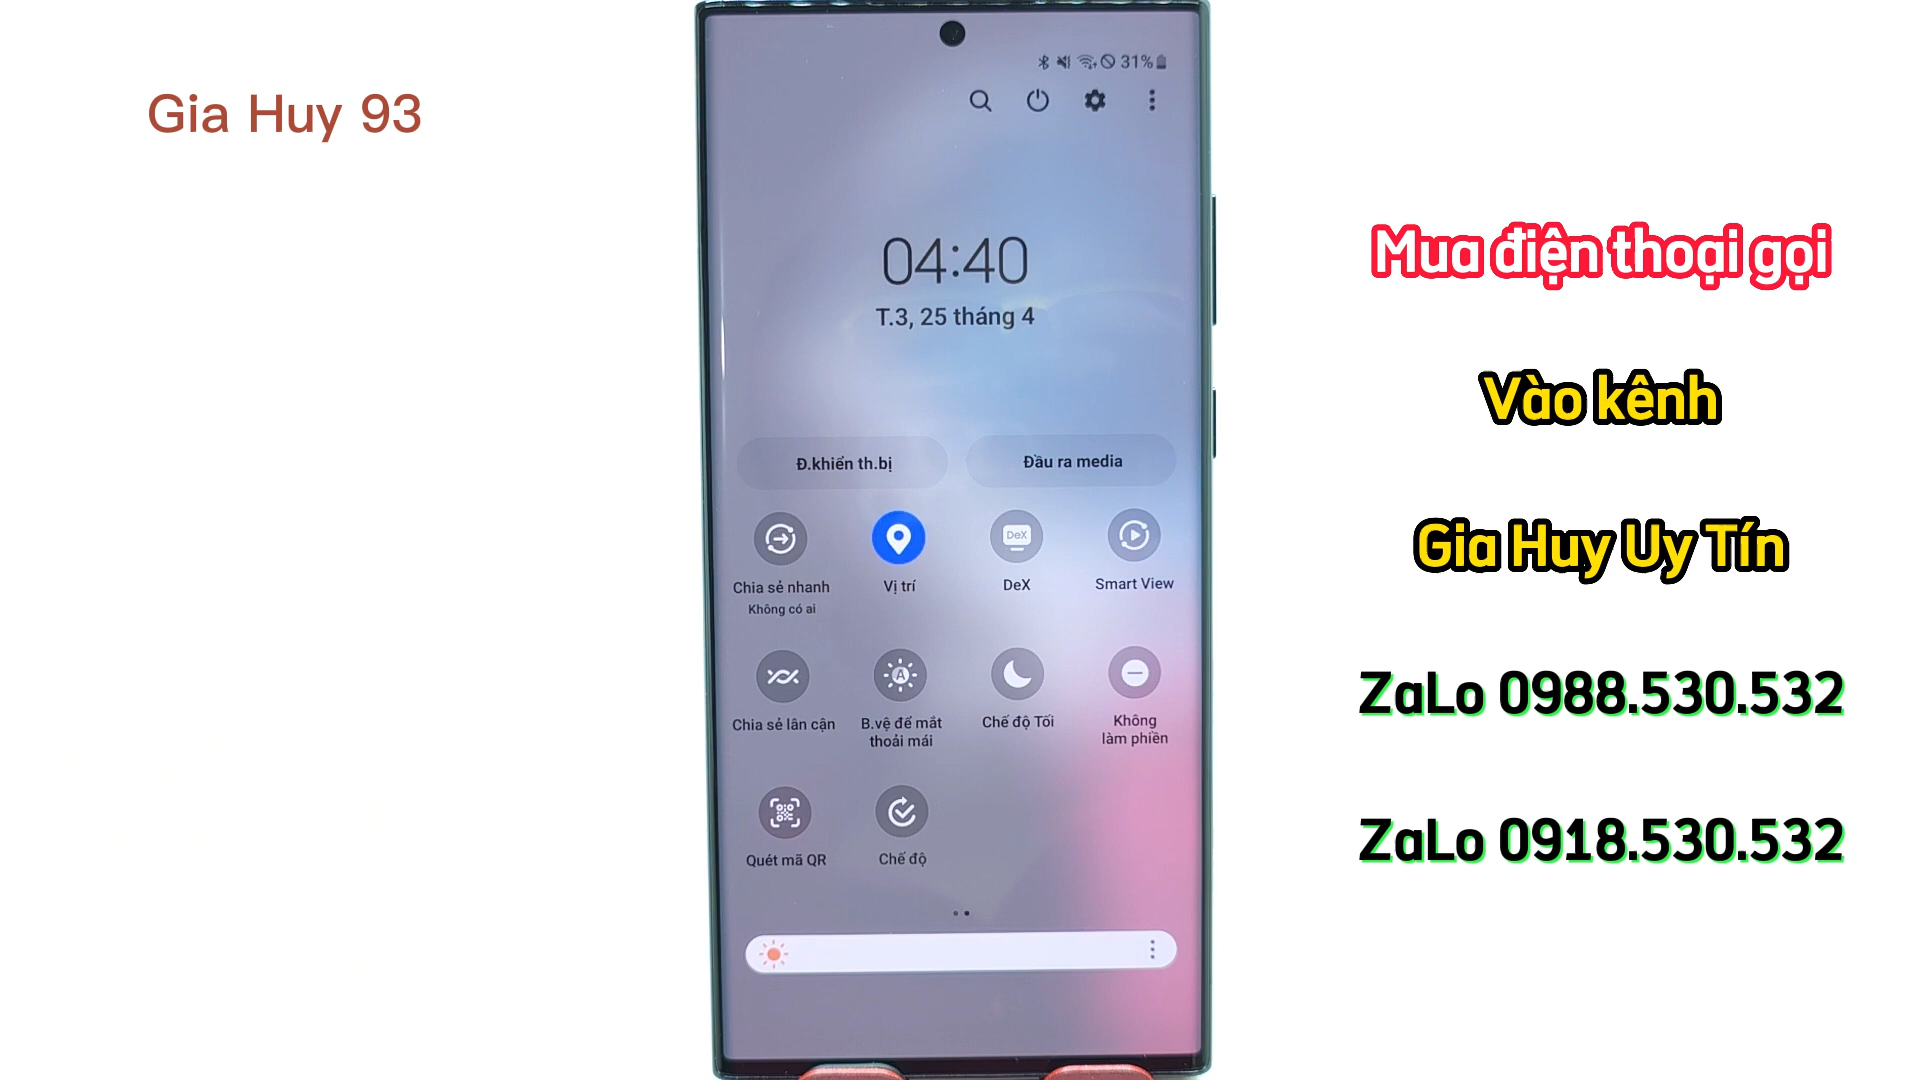 Gia Huy 93
31%
04:40
T.3, 25 tháng 4
Đ.khiển th.bị
Đầu ra media
Chia sẻ nhanh
Không có ai
Vị trí
DeX
DeX
Smart View
Chia sẻ lân cận
A
B.vệ để mắt
thoải mái
Chế độ Tối
Không
làm phiền
Quét mã QR
Chế độ
Mua điện thoại gọi
Vào kênh
Gia Huy Uy Tín
ZaLo 0988.530.532
ZaLo 0918.530.532